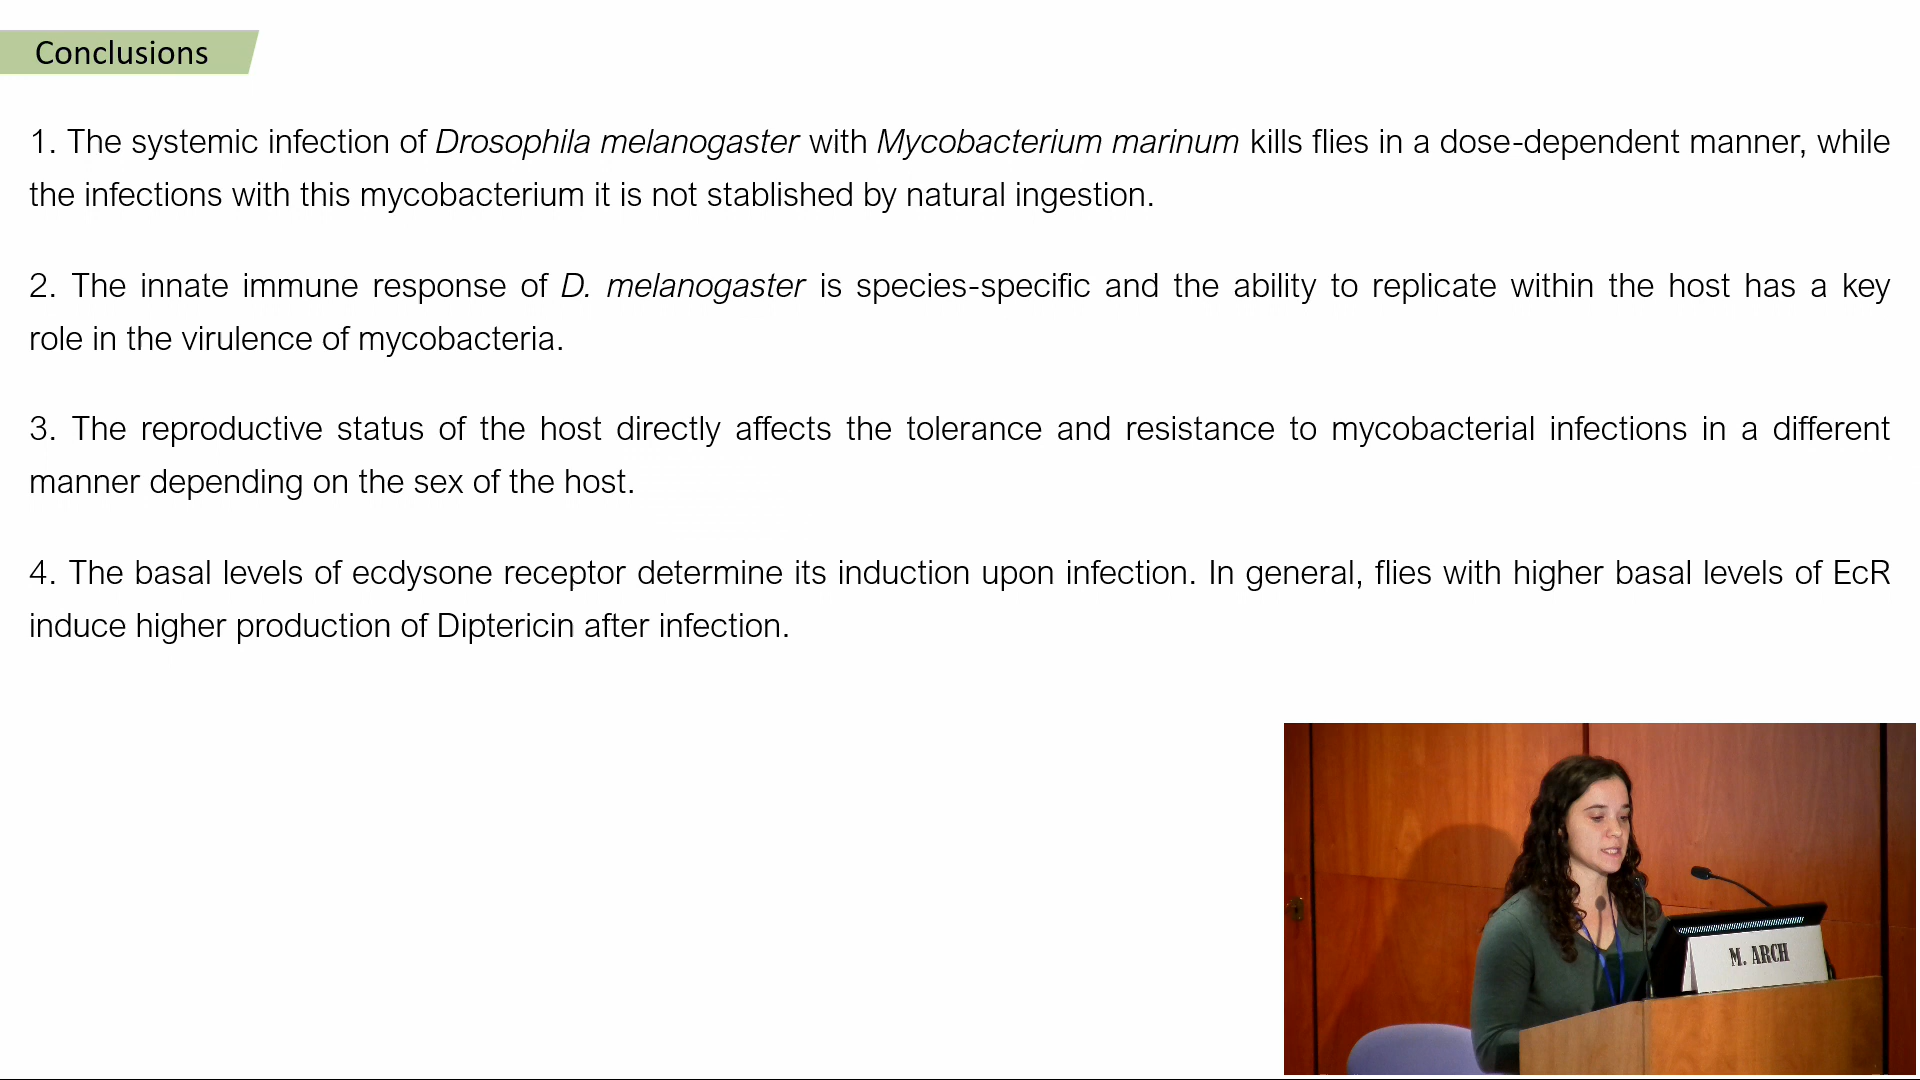 Conclusions
1. The systemic infection of Drosophila melanogaster with Mycobacterium marinum kills flies in a dose-dependent manner, while
the infections with this mycobacterium it is not stablished by natural ingestion.
2. The innate immune response of D. melanogaster is species-specific and the ability to replicate within the host has a key
role in the virulence of mycobacteria.
3. The reproductive status of the host directly affects the tolerance and resistance to mycobacterial infections in a different
manner depending on the sex of the host.
4. The basal levels of ecdysone receptor determine its induction upon infection. In general, flies with higher basal levels of EcR
induce higher production of Diptericin after infection.
M. ARCH